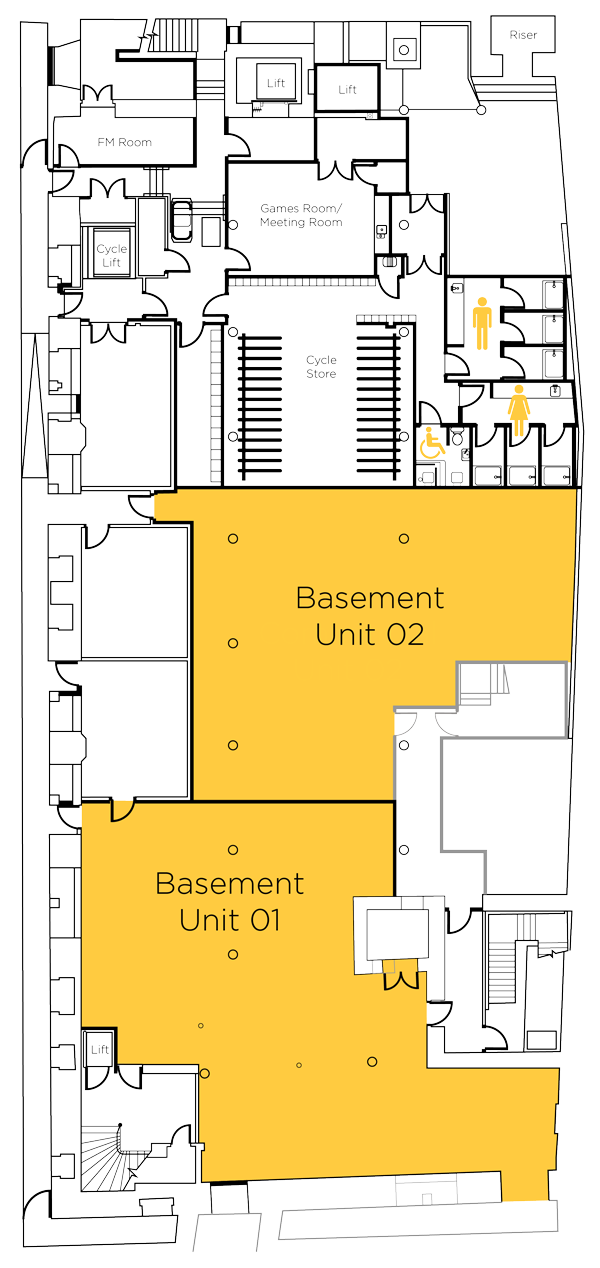 Riser
Lift
Lift
FM Room
Games Room/
Meeting Room
Cycle
Lift
Cycle
Store
Basement
Unit 02
Basement
Unit 01
Lift